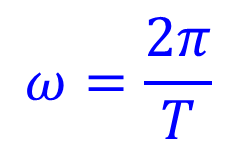 ω = 2π/T